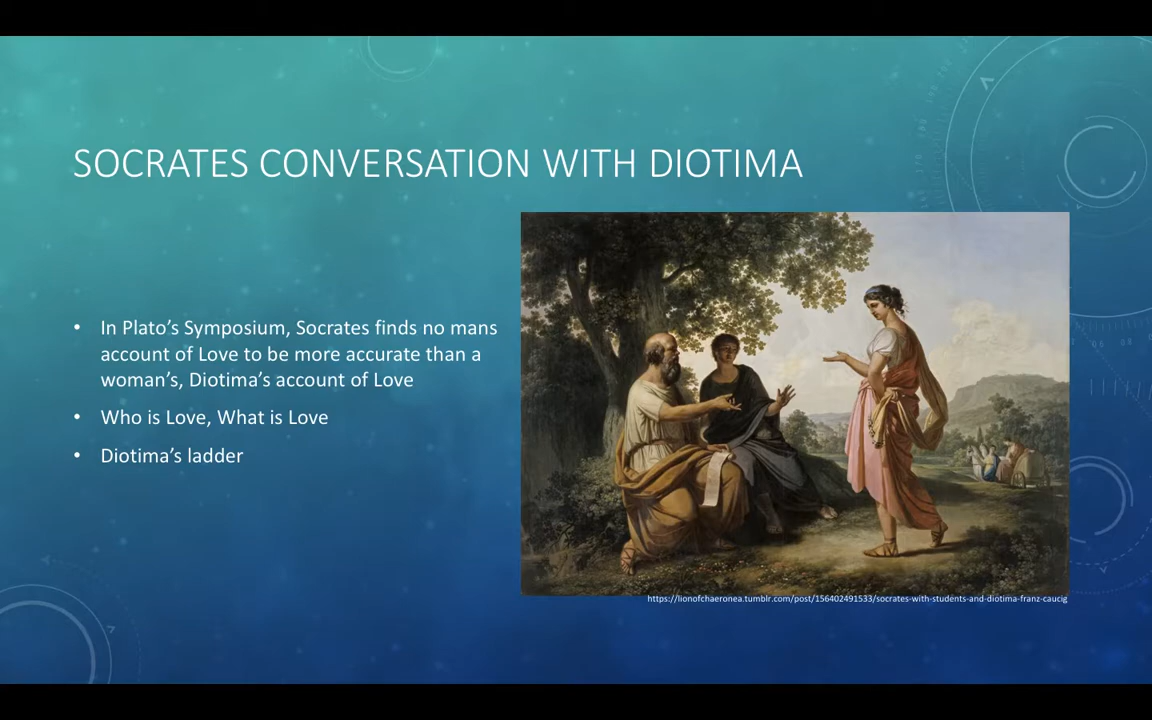 SOCRATES CONVERSATION WITH DIOTIMA
• In Plato’s Symposium, Socrates finds no mans
account of Love to be more accurate than a
woman’s, Diotima’s account of Love
• Who is Love, What is Love
• Diotima’s ladder
https://lionofchaeronea.tumblr.com/post/156402491533/socrates-with-students-and-diotima-franz-caucig